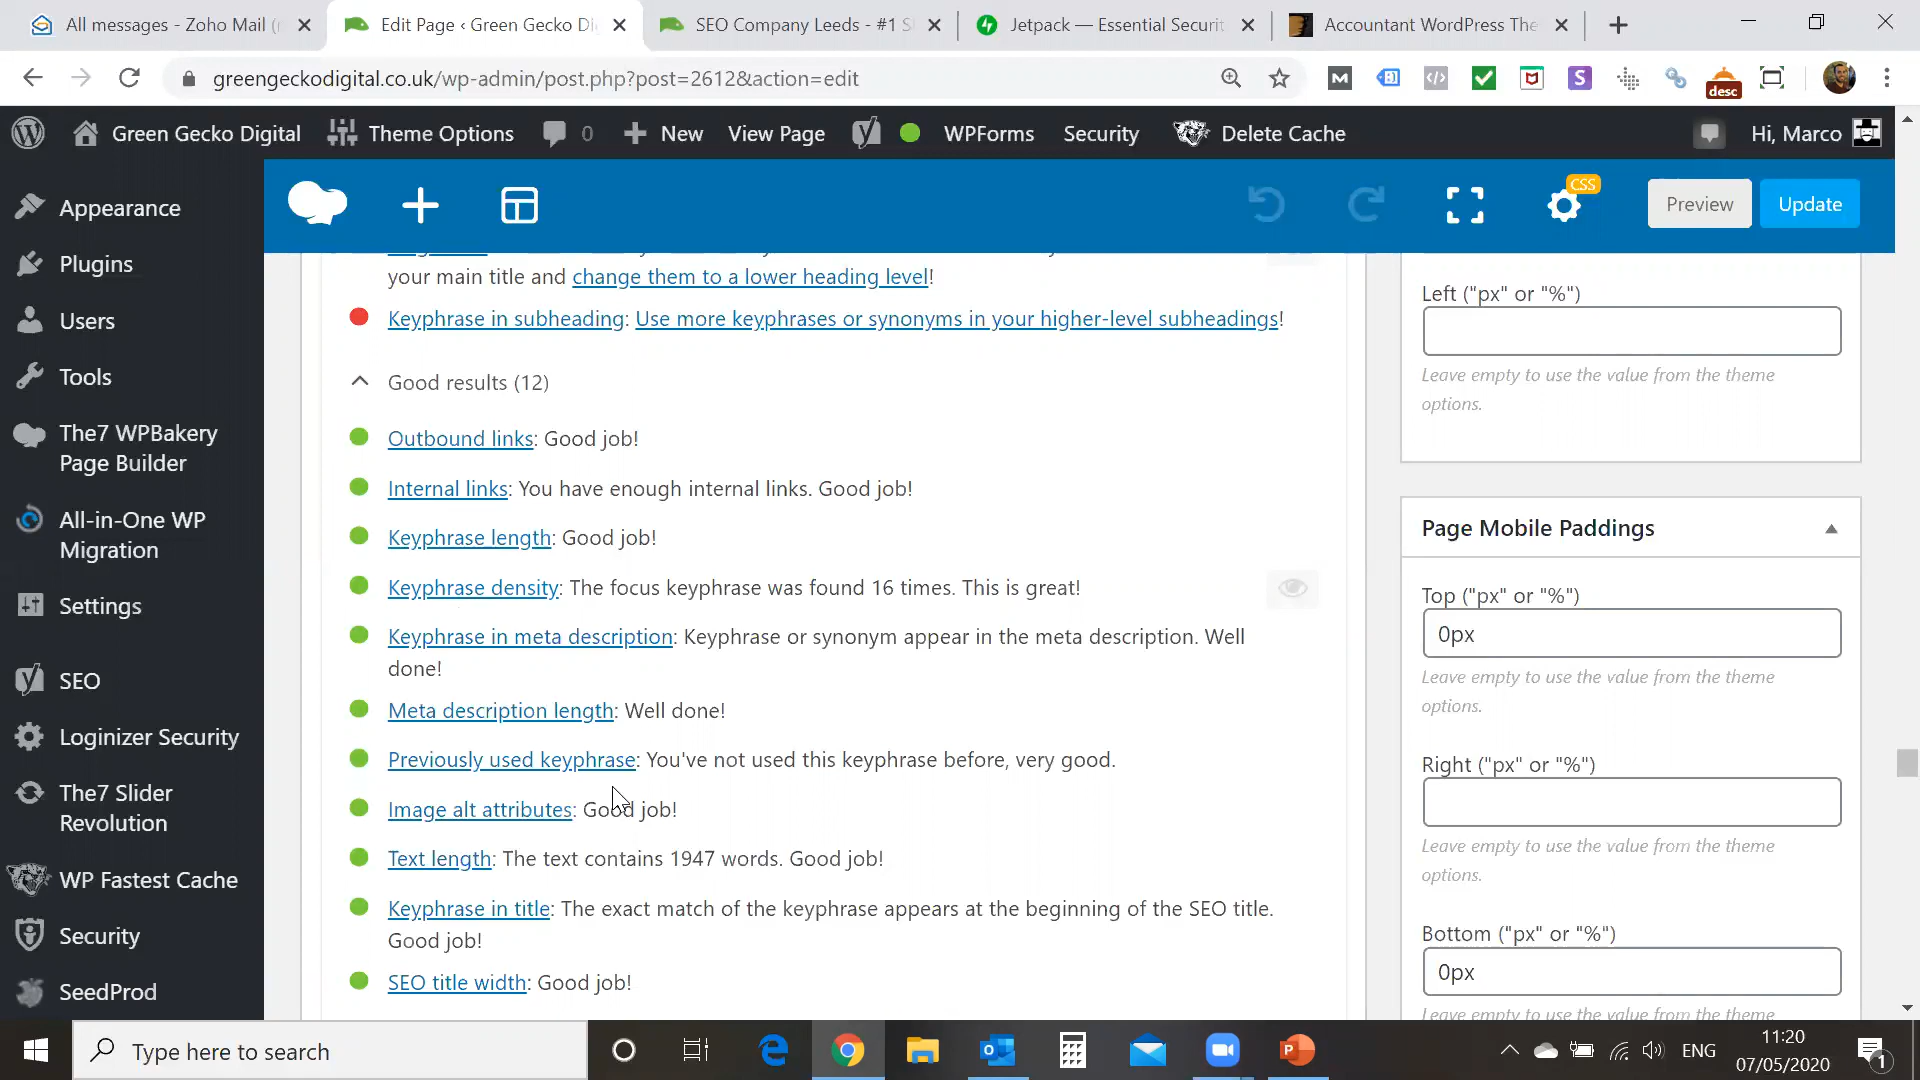 All messages - Zoho Mail (
Edit Page ‹ Green Gecko Di
SEO Company Leeds - #1 S
Jetpack — Essential Securit
Accountant WordPress The
greengeckodigital.co.uk/wp-admin/post.php?post=2612&action=edit
desc
Green Gecko Digital
Theme Options
0
New
View Page
WPForms
Security
Delete Cache
Hi, Marco
Appearance
Plugins
Users
Tools
The7 WPBakery
Page Builder
All-in-One WP
Migration
Settings
SEO
Loginizer Security
The7 Slider
Revolution
WP Fastest Cache
Security
SeedProd
CSS
Preview
Update
your main title and change them to a lower heading level!
Keyphrase in subheading: Use more keyphrases or synonyms in your higher-level subheadings!
Good results (12)
Outbound links: Good job!
Internal links: You have enough internal links. Good job!
Keyphrase length: Good job!
Keyphrase density: The focus keyphrase was found 16 times. This is great!
Keyphrase in meta description: Keyphrase or synonym appear in the meta description. Well
done!
Meta description length: Well done!
Previously used keyphrase: You've not used this keyphrase before, very good.
Image alt attributes: Good job!
Text length: The text contains 1947 words. Good job!
Keyphrase in title: The exact match of the keyphrase appears at the beginning of the SEO title.
Good job!
SEO title width: Good job!
Left ("px" or "%")
Leave empty to use the value from the theme
options.
Page Mobile Paddings
Top ("px" or "%")
0px
Leave empty to use the value from the theme
options.
Right ("px" or "%")
Leave empty to use the value from the theme
options.
Bottom ("px" or "%")
0px
Leave empty to use the value from the theme
Type here to search
ENG
11:20
07/05/2020
1